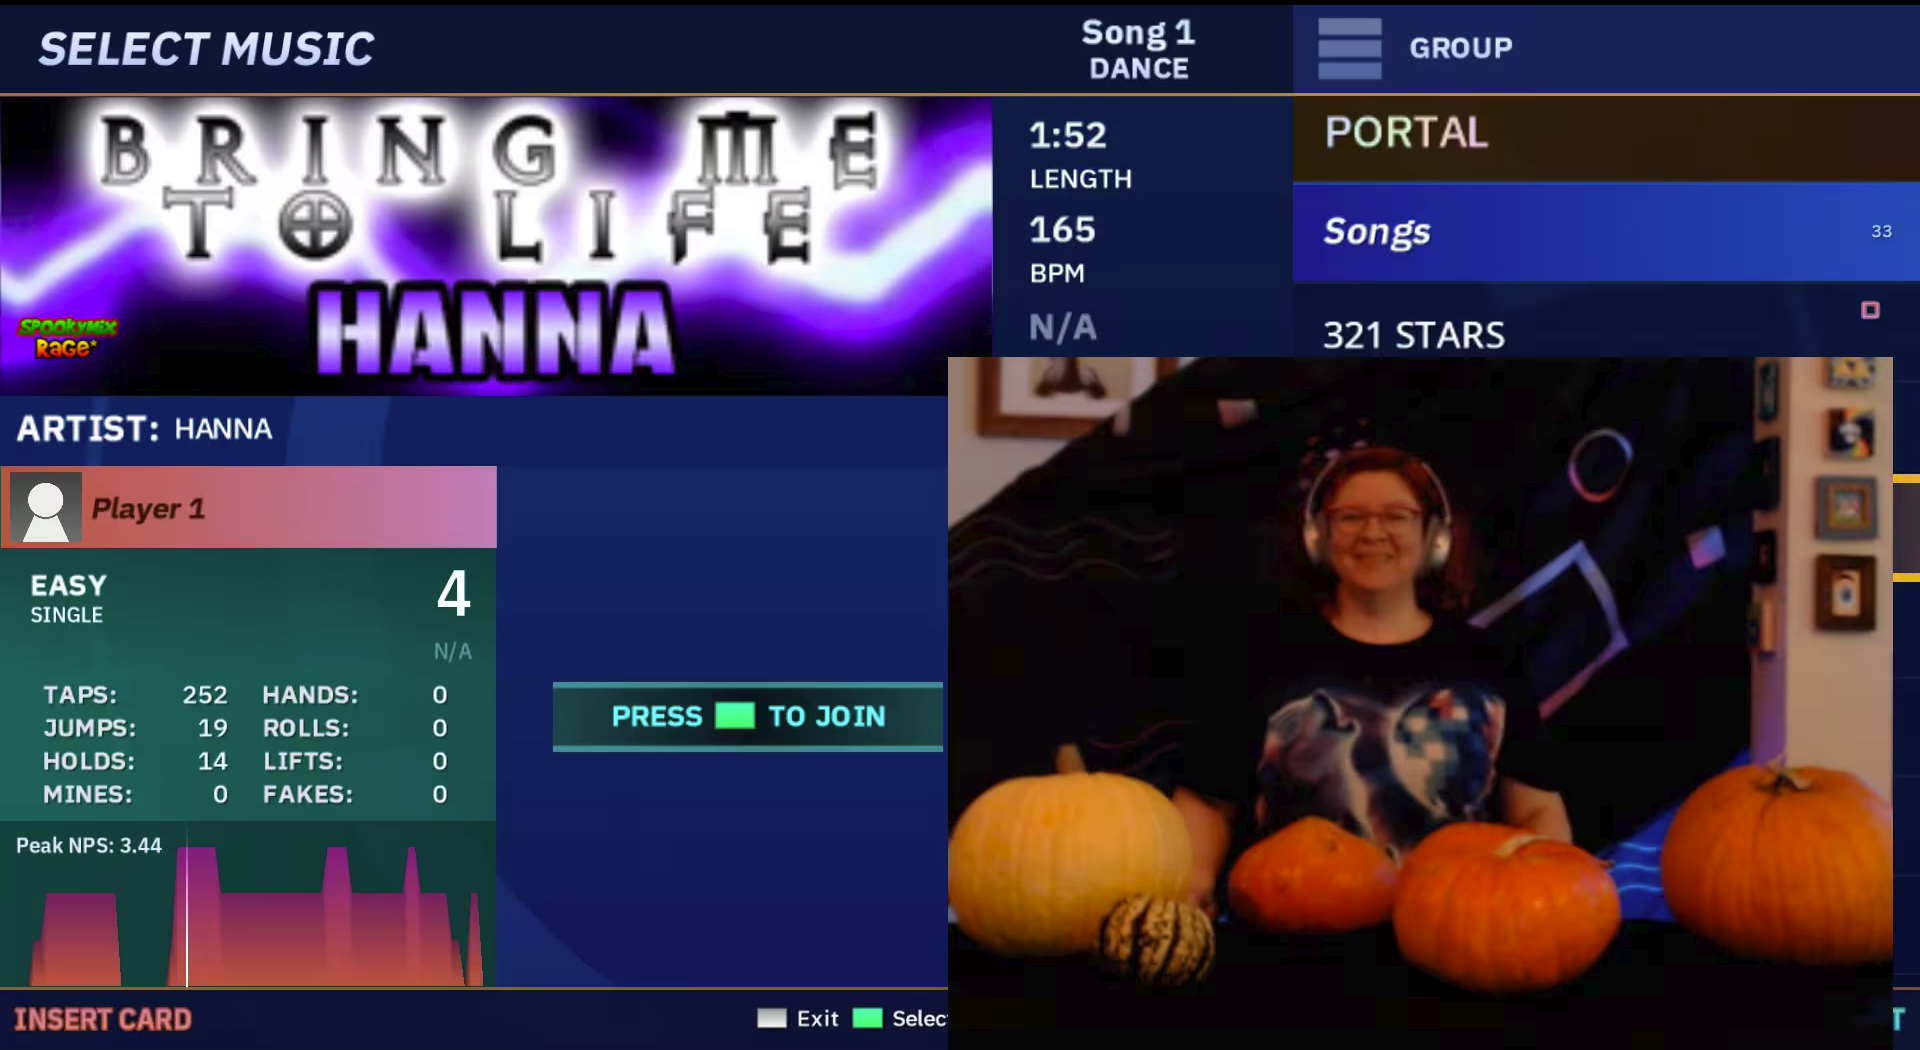 SELECT MUSIC
Song 1
DANCE
GROUP
BRING ME
TO LIFE
HANNA
SPOOKYMIX
RAGE*
1:52
LENGTH
165
BPM
N/A
PORTAL
Songs
33
321 STARS
ARTIST: HANNA
Player 1
EASY
4
SINGLE
N/A
TAPS: 252 HANDS: 0
JUMPS: 19 ROLLS: 0
HOLDS: 14 LIFTS: 0
MINES: 0 FAKES: 0
Peak NPS: 3.44
PRESS TO JOIN
INSERT CARD
Exit
Selec
T